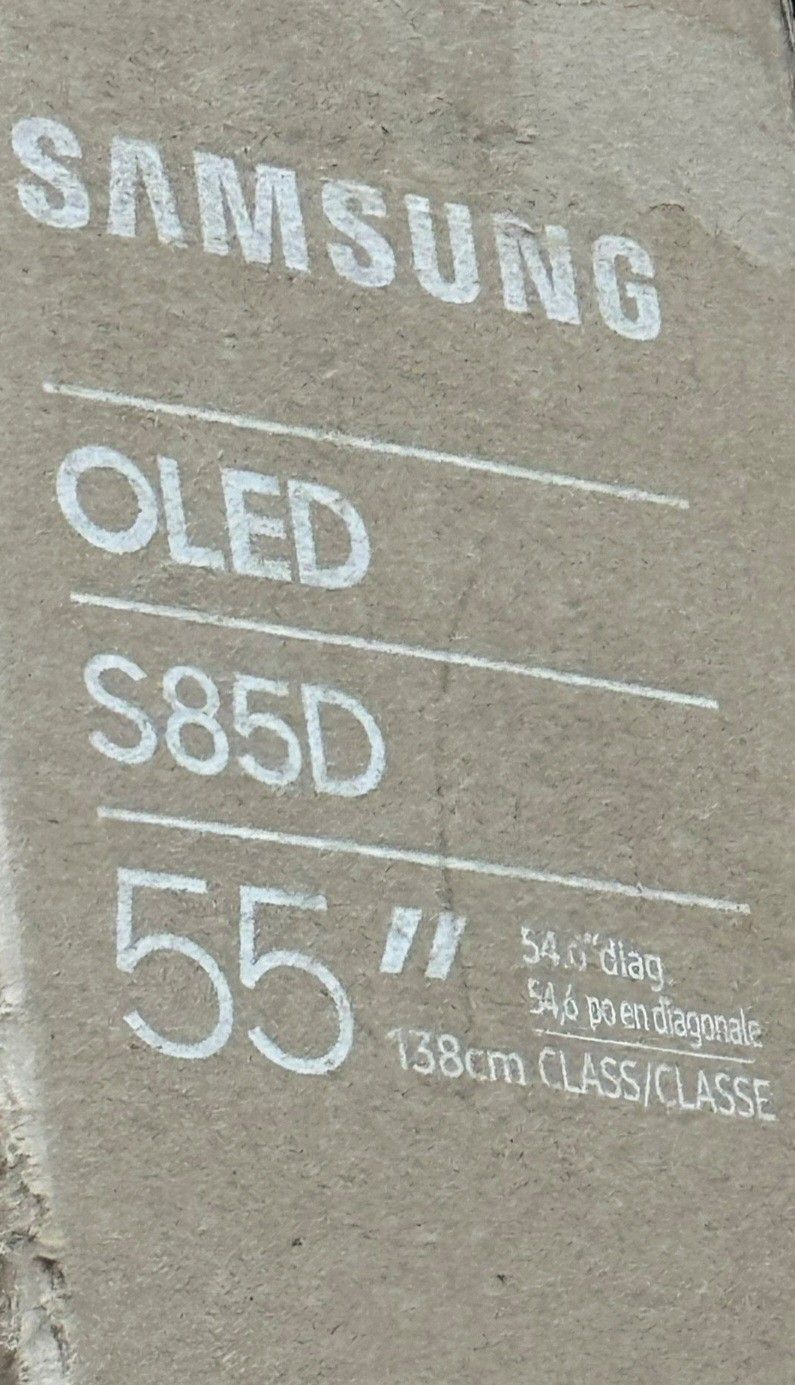 SAMSUNG
OLED
S85D
55"
54.6" diag.
54,6 po en diagonale
138cm CLASS/CLASSE